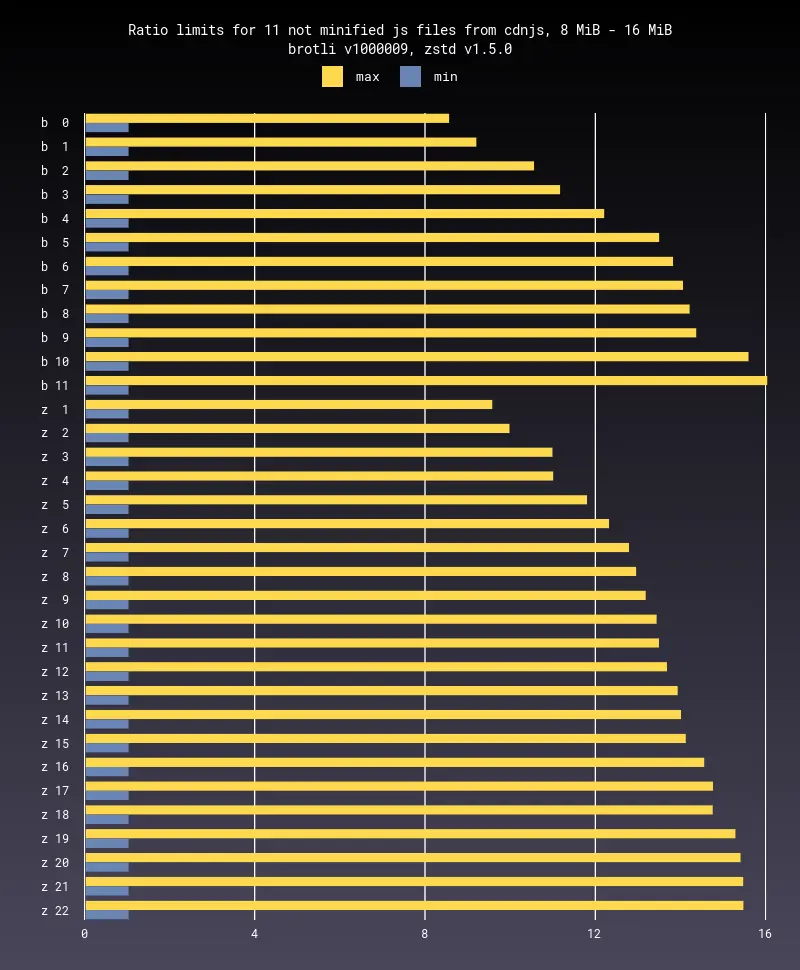 Ratio limits for 11 not minified js files from cdnjs, 8 MiB - 16 MiB
brotli v1000009, zstd v1.5.0
max min
b 0
b 1
b 2
b 3
b 4
b 5
b 6
b 7
b 8
b 9
b 10
b 11
z 1
z 2
z 3
z 4
z 5
z 6
z 7
z 8
z 9
z 10
z 11
z 12
z 13
z 14
z 15
z 16
z 17
z 18
z 19
z 20
z 21
z 22
0 4 8 12 16